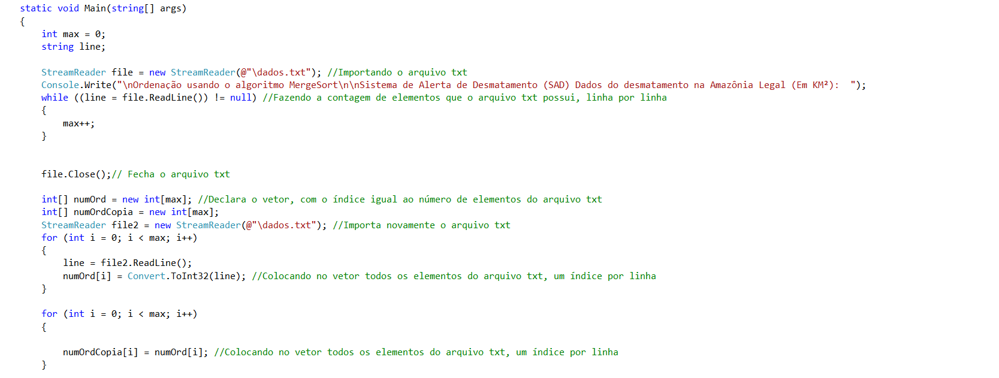 static void Main(string[] args)
{
    int max = 0;
    string line;

    StreamReader file = new StreamReader(@"\dados.txt"); //Importando o arquivo txt
    Console.Write("\nOrdenação usando o algoritmo MergeSort\n\nSistema de Alerta de Desmatamento (SAD) Dados do desmatamento na Amazônia Legal (Em KM²):  ");
    while ((line = file.ReadLine()) != null) //Fazendo a contagem de elementos que o arquivo txt possui, linha por linha
    {
        max++;
    }

    file.Close();// Fecha o arquivo txt

    int[] numOrd = new int[max]; //Declara o vetor, com o índice igual ao número de elementos do arquivo txt
    int[] numOrdCopia = new int[max];
    StreamReader file2 = new StreamReader(@"\dados.txt"); //Importa novamente o arquivo txt
    for (int i = 0; i < max; i++)
    {
        line = file2.ReadLine();
        numOrd[i] = Convert.ToInt32(line); //Colocando no vetor todos os elementos do arquivo txt, um índice por linha
    }

    for (int i = 0; i < max; i++)
    {

        numOrdCopia[i] = numOrd[i]; //Colocando no vetor todos os elementos do arquivo txt, um índice por linha
    }